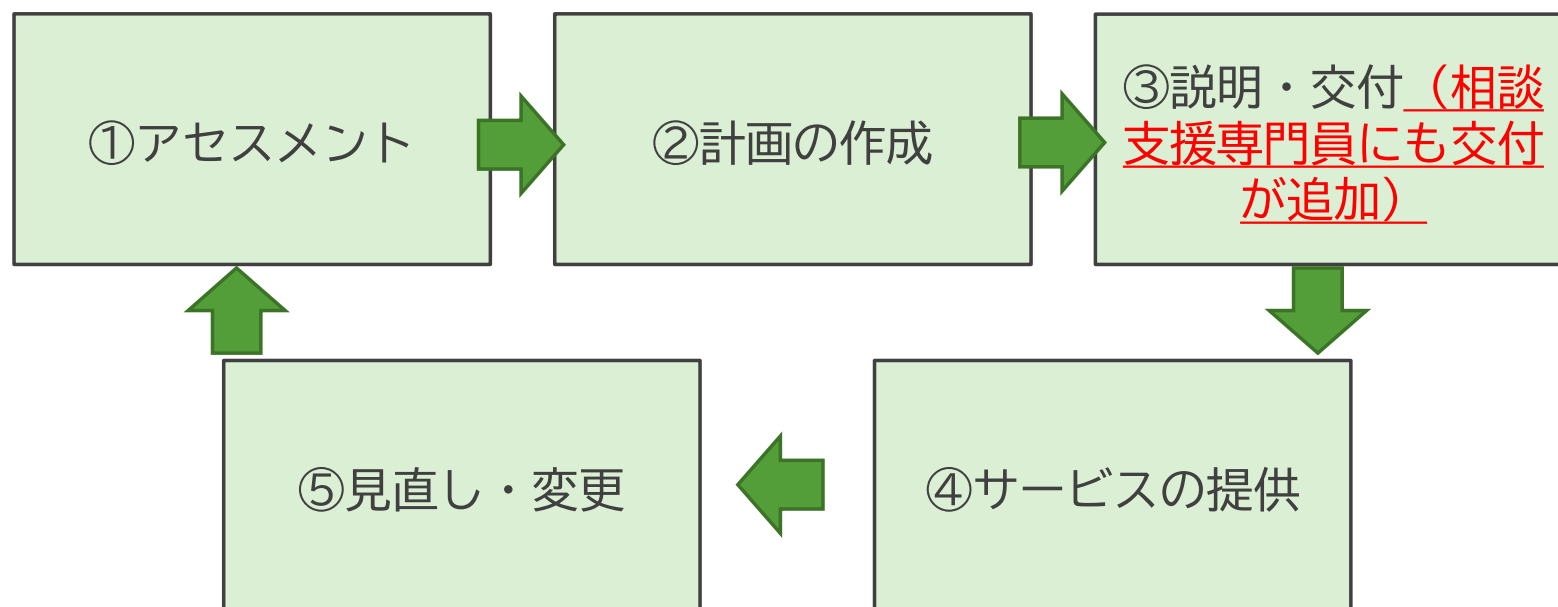 ①アセスメント
②計画の作成
③説明・交付（相談
支援専門員にも交付
が追加）
④サービスの提供
⑤見直し・変更